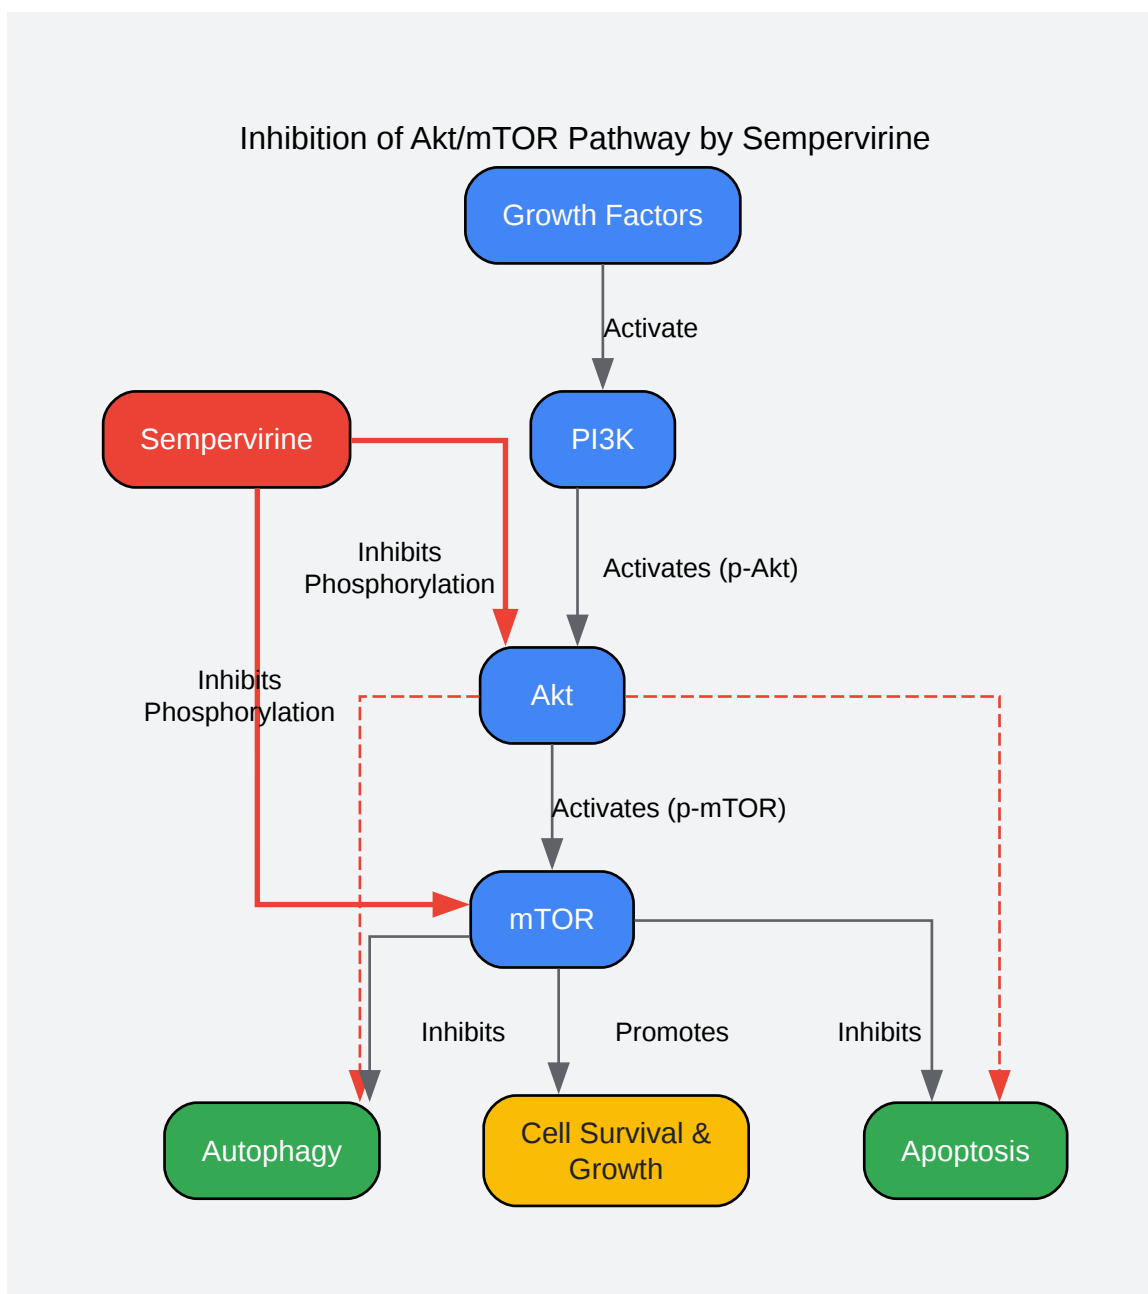 Inhibition of Akt/mTOR Pathway by Sempervirine
Growth Factors
Activate
Sempervirine
PI3K
Inhibits
Phosphorylation
Activates (p-Akt)
Inhibits
Phosphorylation
Akt
Activates (p-mTOR)
mTOR
Inhibits
Promotes
Inhibits
Autophagy
Cell Survival &
Growth
Apoptosis